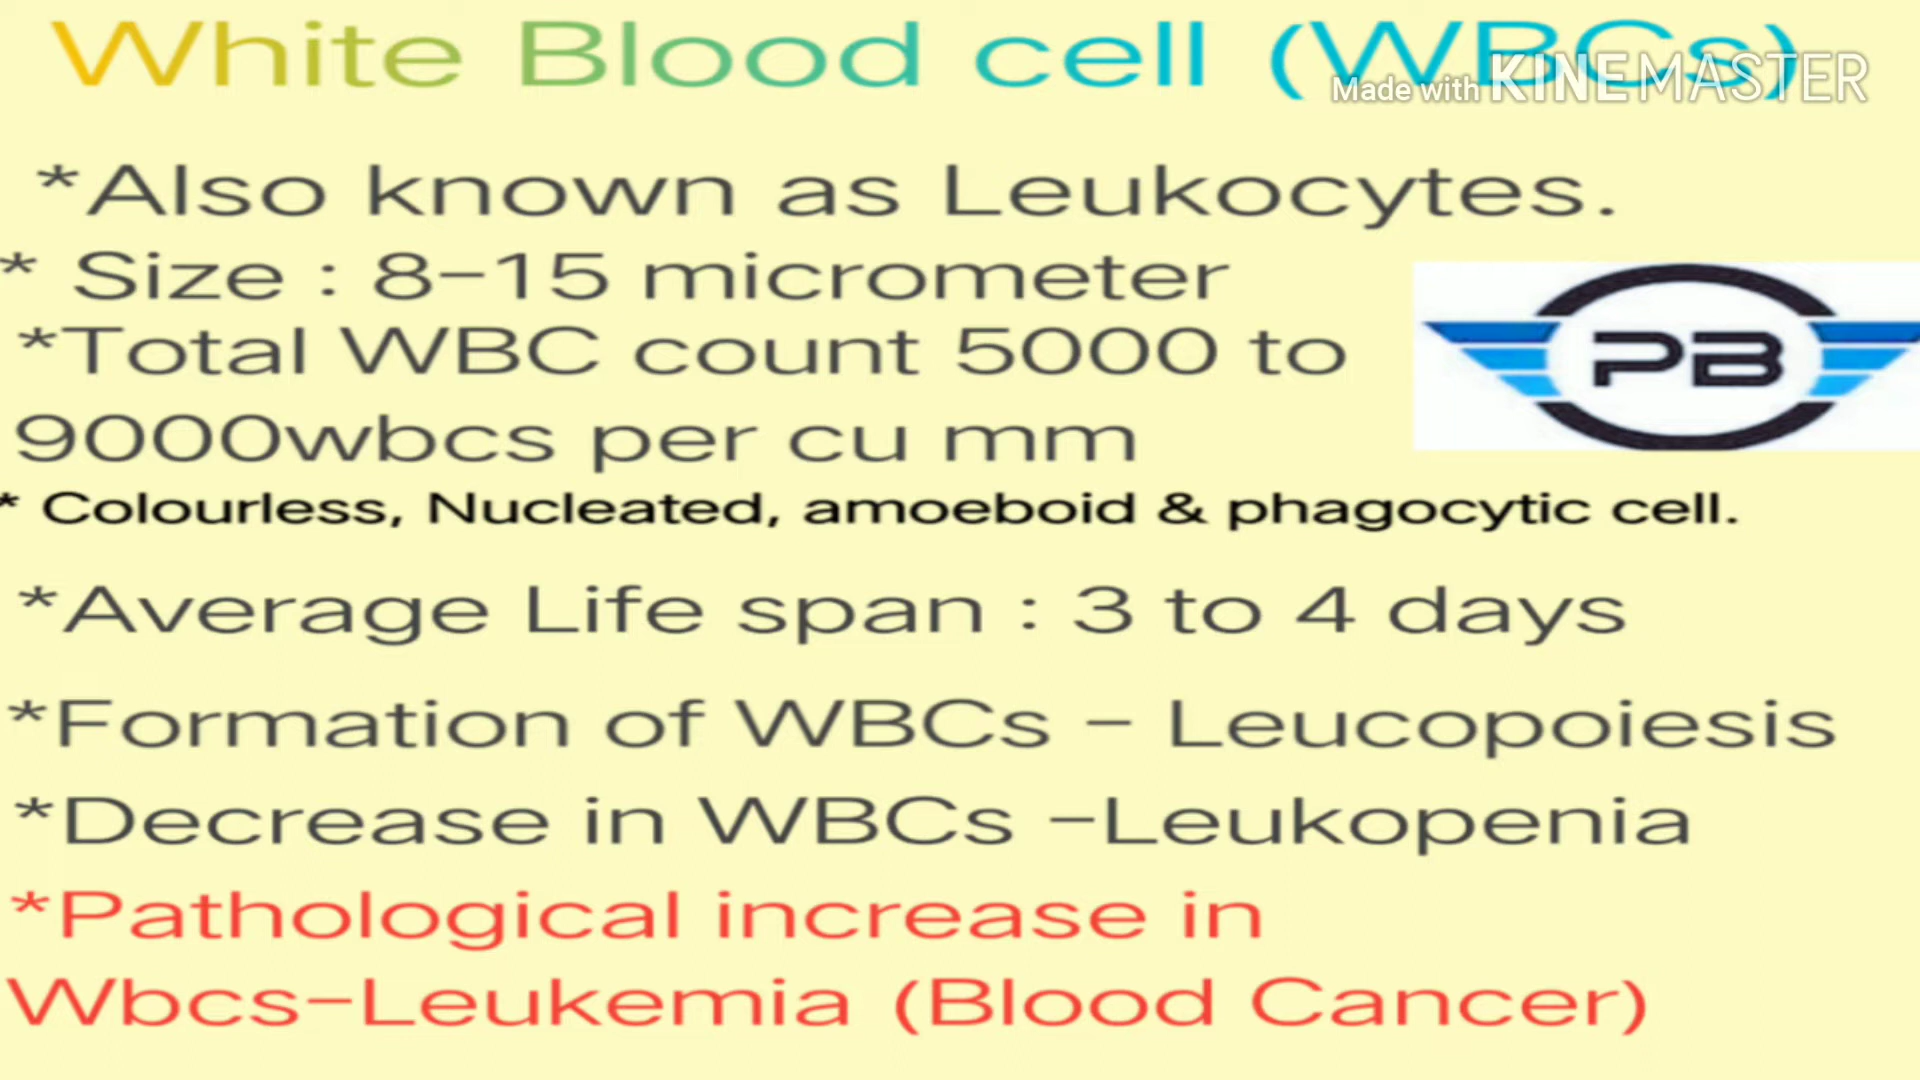 White Blood cell (WBCs)
Made with KINEMASTER
*Also known as Leukocytes.
* Size : 8-15 micrometer
*Total WBC count 5000 to
9000wbcs per cu mm
PB
* Colourless, Nucleated, amoeboid & phagocytic cell.
*Average Life span : 3 to 4 days
*Formation of WBCs - Leucopoiesis
*Decrease in WBCs -Leukopenia
*Pathological increase in
Wbcs-Leukemia (Blood Cancer)